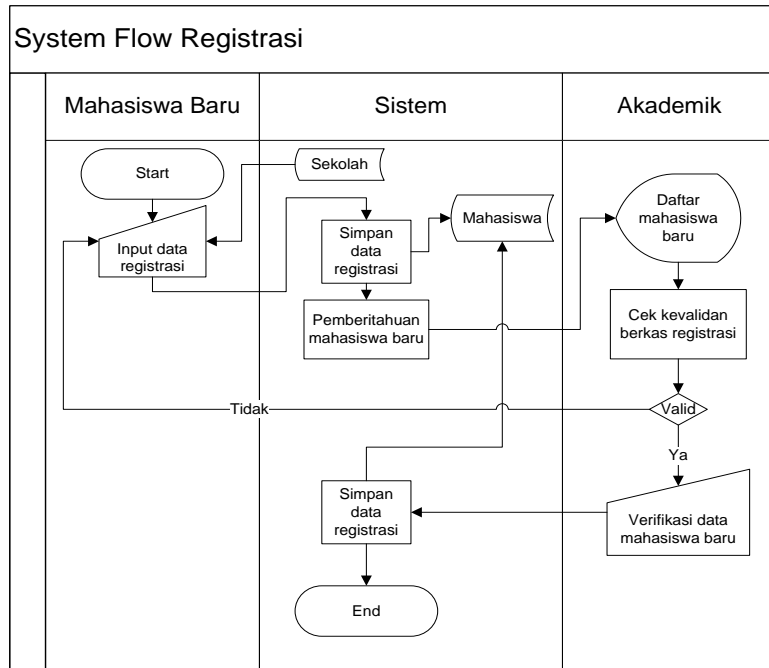 System Flow Registrasi
Mahasiswa Baru
Sistem
Akademik
Start
Sekolah
Input data
registrasi
Simpan
data
registrasi
Mahasiswa
Daftar
mahasiswa
baru
Pemberitahuan
mahasiswa baru
Cek kevalidan
berkas registrasi
Valid
Tidak
Ya
Verifikasi data
mahasiswa baru
Simpan
data
registrasi
End